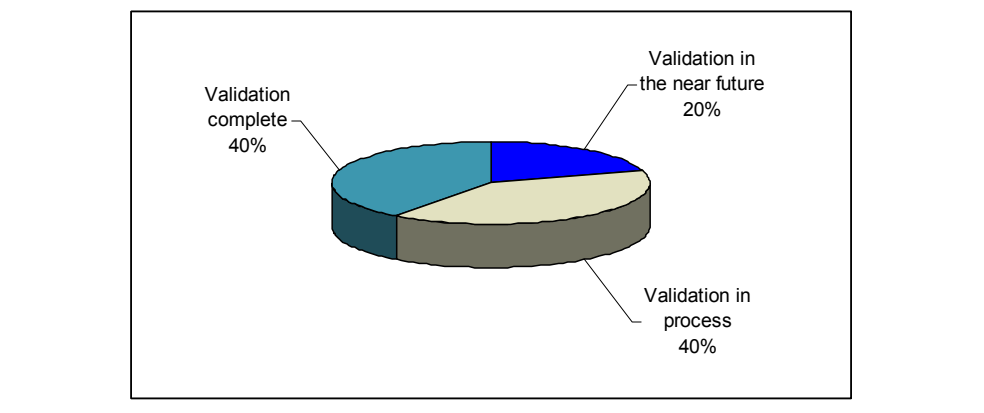 Validation in
the near future
20%
Validation
complete
40%
Validation in
process
40%